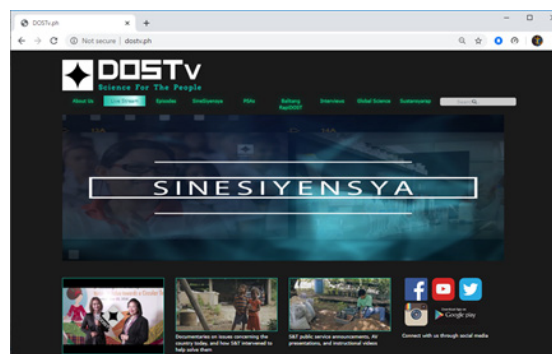 DOSTv.ph
Not secure | dostv.ph
DOSTv
Science For The People
About Us
Live Stream
Episodes
SineSiyensya
PSAs
Balitang
RapiDOST
Interviews
Global Science
Search
SINESIYENSYA
Documentaries on issues concerning the
country today, and how S&T intervened to
help solve them
S&T public service announcements, AV
presentations, and instructional videos
Google play
Connect with us through social media